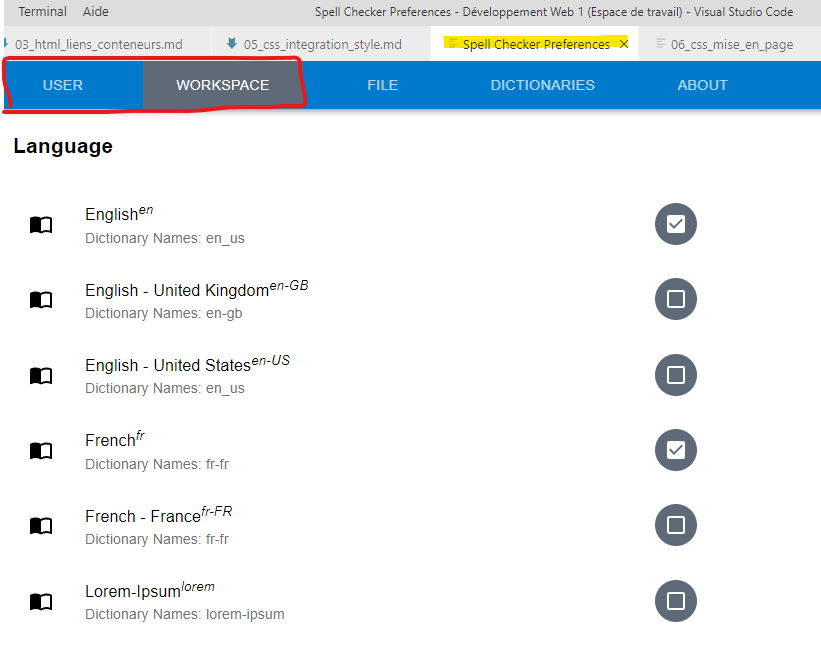 Terminal Aide Spell Checker Preferences - Développement Web 1 (Espace de travail) - Visual Studio Code
03_html_liens_conteneurs.md 05_css_integration_style.md Spell Checker Preferences × 06_css_mise_en_page
USER WORKSPACE FILE DICTIONARIES ABOUT
Language
English en
Dictionary Names: en_us
English - United Kingdom en-GB
Dictionary Names: en-gb
English - United States en-US
Dictionary Names: en_us
French fr
Dictionary Names: fr-fr
French - France fr-FR
Dictionary Names: fr-fr
Lorem-Ipsum lorem
Dictionary Names: lorem-ipsum